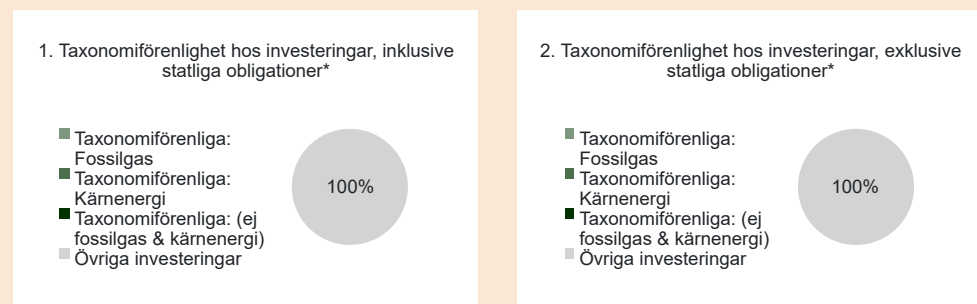 1. Taxonomiförenlighet hos investeringar, inklusive
statliga obligationer*
Taxonomiförenliga:
Fossilgas
Taxonomiförenliga:
Kärnenergi
Taxonomiförenliga: (ej
fossilgas & kärnenergi)
Övriga investeringar
100%
2. Taxonomiförenlighet hos investeringar, exklusive
statliga obligationer*
Taxonomiförenliga:
Fossilgas
Taxonomiförenliga:
Kärnenergi
Taxonomiförenliga: (ej
fossilgas & kärnenergi)
Övriga investeringar
100%